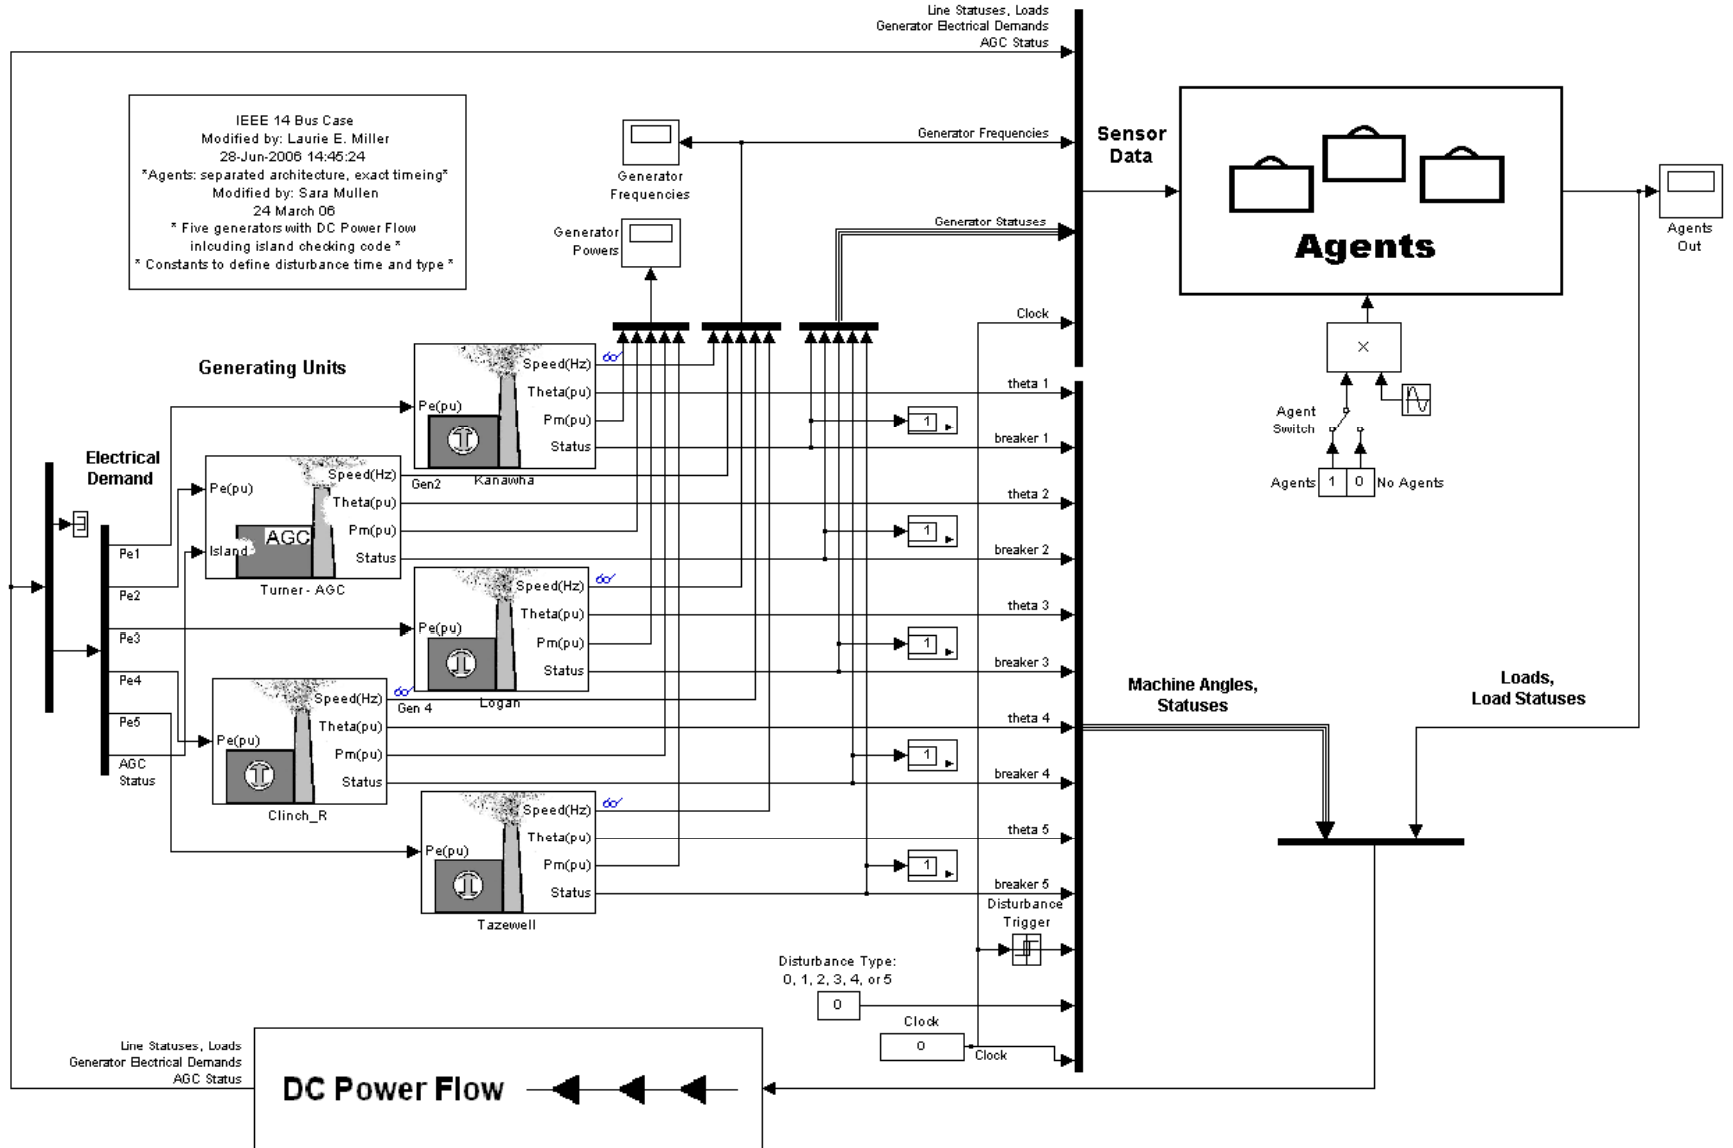 Line Statuses, Loads
Generator Electrical Demands
AGC Status
IEEE 14 Bus Case
Modified by: Laurie E. Miller
28-Jun-2006 14:45:24
*Agents: separated architecture, exact timeing*
Modified by: Sara Mullen
24 March 06
* Five generators with DC Power Flow
inlcuding island checking code *
* Constants to define disturbance time and type *
Generator
Frequencies
Generator
Powers
Generator Frequencies
Generator Statuses
Clock
Sensor
Data
Agents
Agents
Out
×
Agent
Switch
Agents
1
0
No Agents
Generating Units
Electrical
Demand
Pe1
Pe2
Pe3
Pe4
Pe5
AGC
Status
Pe(pu)
Speed(Hz)
Theta(pu)
Pm(pu)
Status
Kanawha
theta 1
1
breaker 1
Pe(pu)
Island
AGC
Speed(Hz)
Theta(pu)
Pm(pu)
Status
Turner - AGC
Gen2
theta 2
1
breaker 2
Pe(pu)
Speed(Hz)
Theta(pu)
Pm(pu)
Status
Logan
theta 3
1
breaker 3
Pe(pu)
Speed(Hz)
Theta(pu)
Pm(pu)
Status
Clinch_R
Gen 4
theta 4
1
breaker 4
Pe(pu)
Speed(Hz)
Theta(pu)
Pm(pu)
Status
Tazewell
theta 5
1
breaker 5
Machine Angles,
Statuses
Loads,
Load Statuses
Disturbance
Trigger
Disturbance Type:
0, 1, 2, 3, 4, or 5
0
Clock
0
Clock
Line Statuses, Loads
Generator Electrical Demands
AGC Status
DC Power Flow